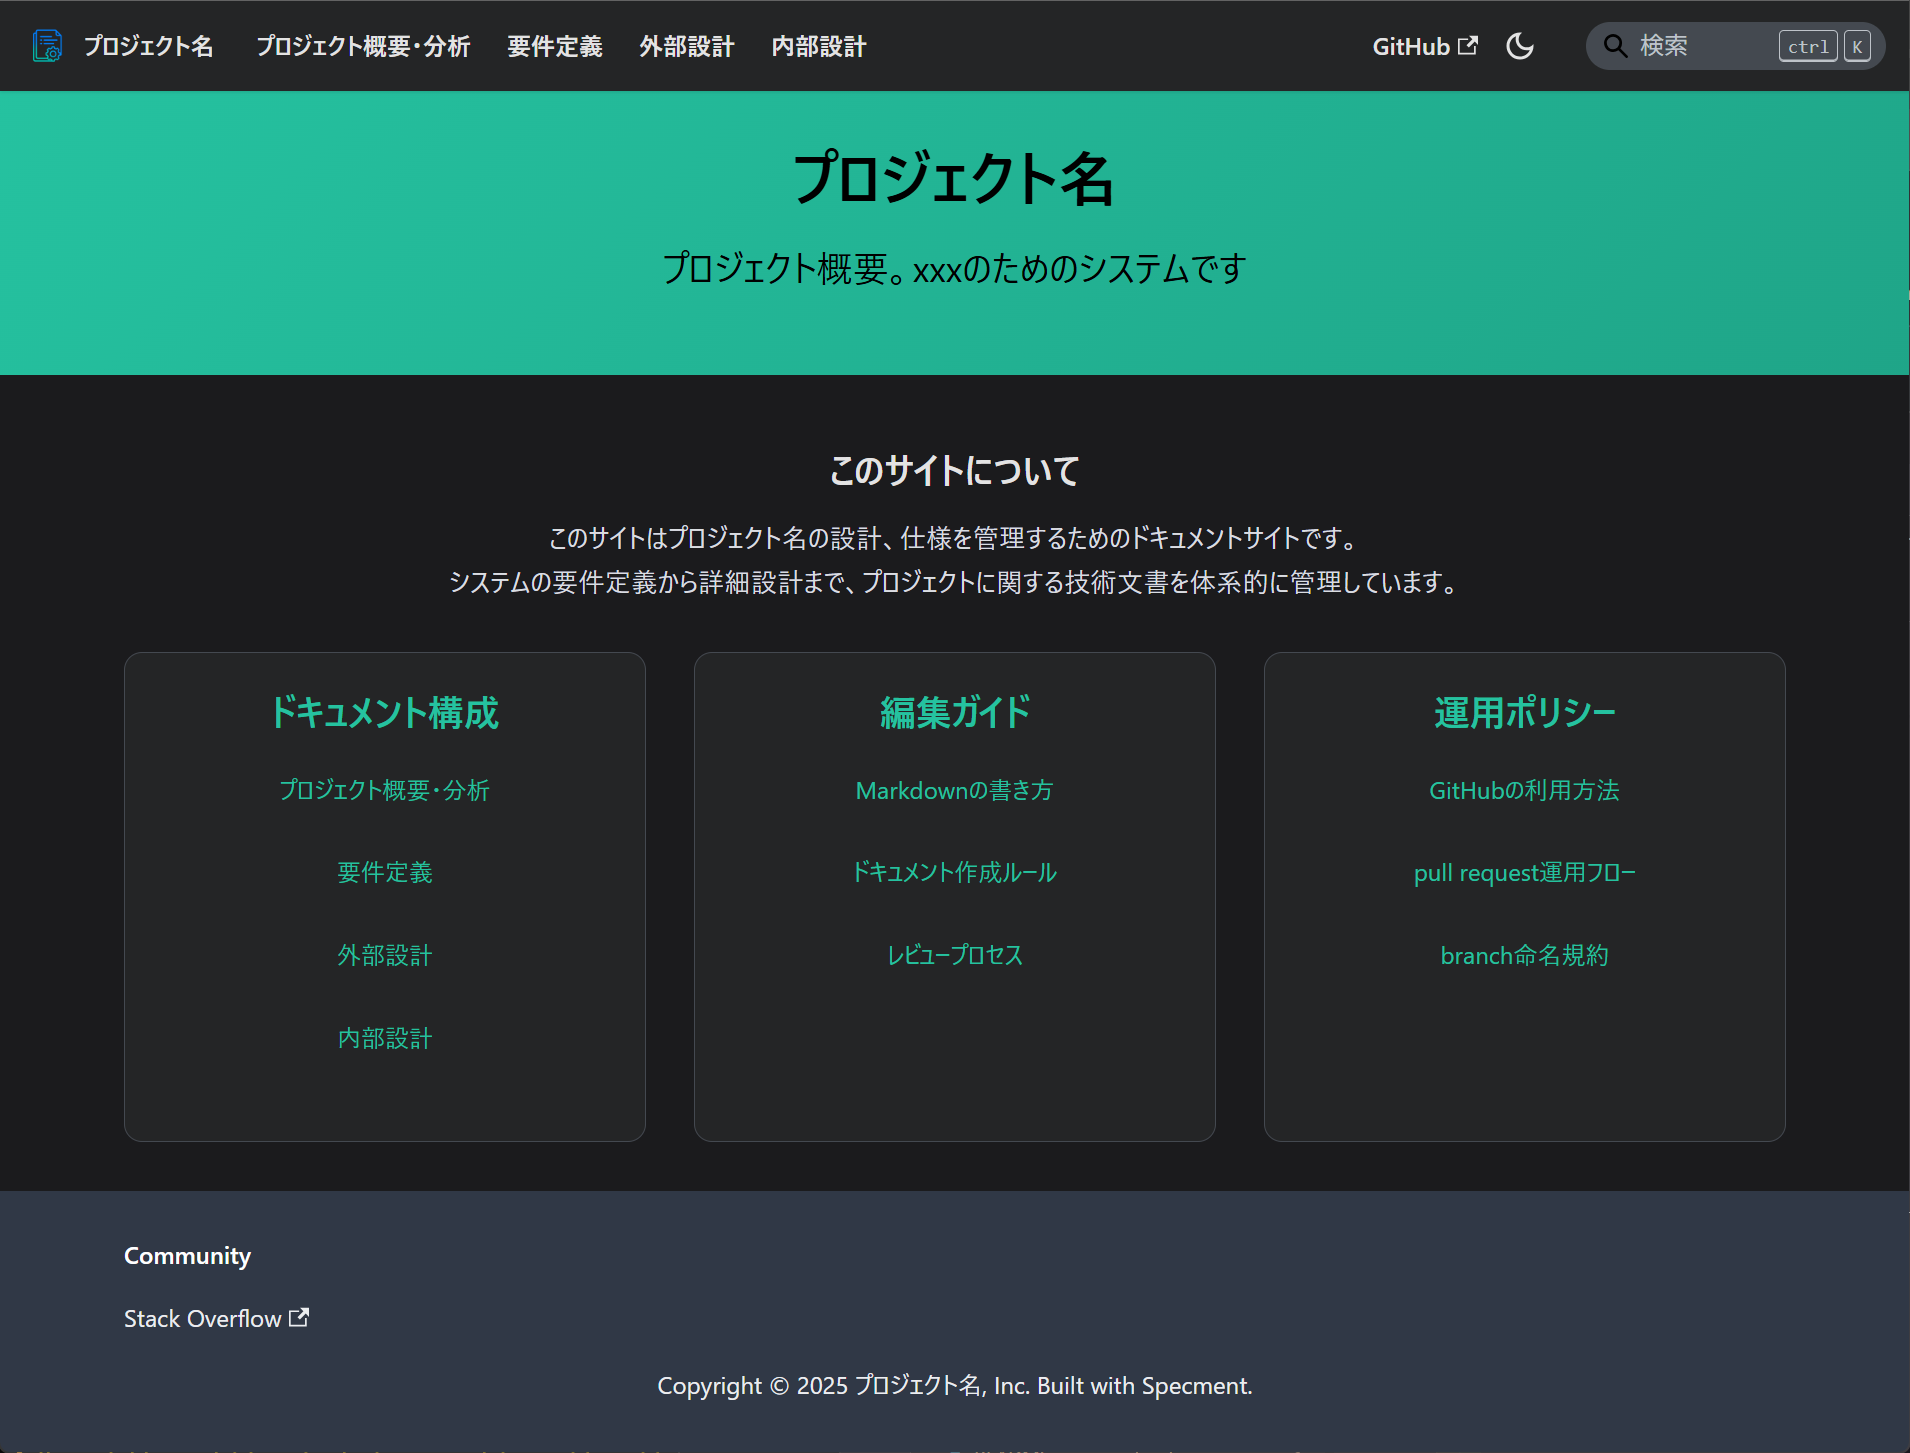 プロジェクト名 プロジェクト概要・分析 要件定義 外部設計 内部設計 GitHub 検索 ctrl K
プロジェクト名
プロジェクト概要。xxxのためのシステムです
このサイトについて
このサイトはプロジェクト名の設計、仕様を管理するためのドキュメントサイトです。
システムの要件定義から詳細設計まで、プロジェクトに関する技術文書を体系的に管理しています。
ドキュメント構成
プロジェクト概要・分析
要件定義
外部設計
内部設計
編集ガイド
Markdownの書き方
ドキュメント作成ルール
レビュープロセス
運用ポリシー
GitHubの利用方法
pull request運用フロー
branch命名規約
Community
Stack Overflow
Copyright © 2025 プロジェクト名, Inc. Built with Specment.